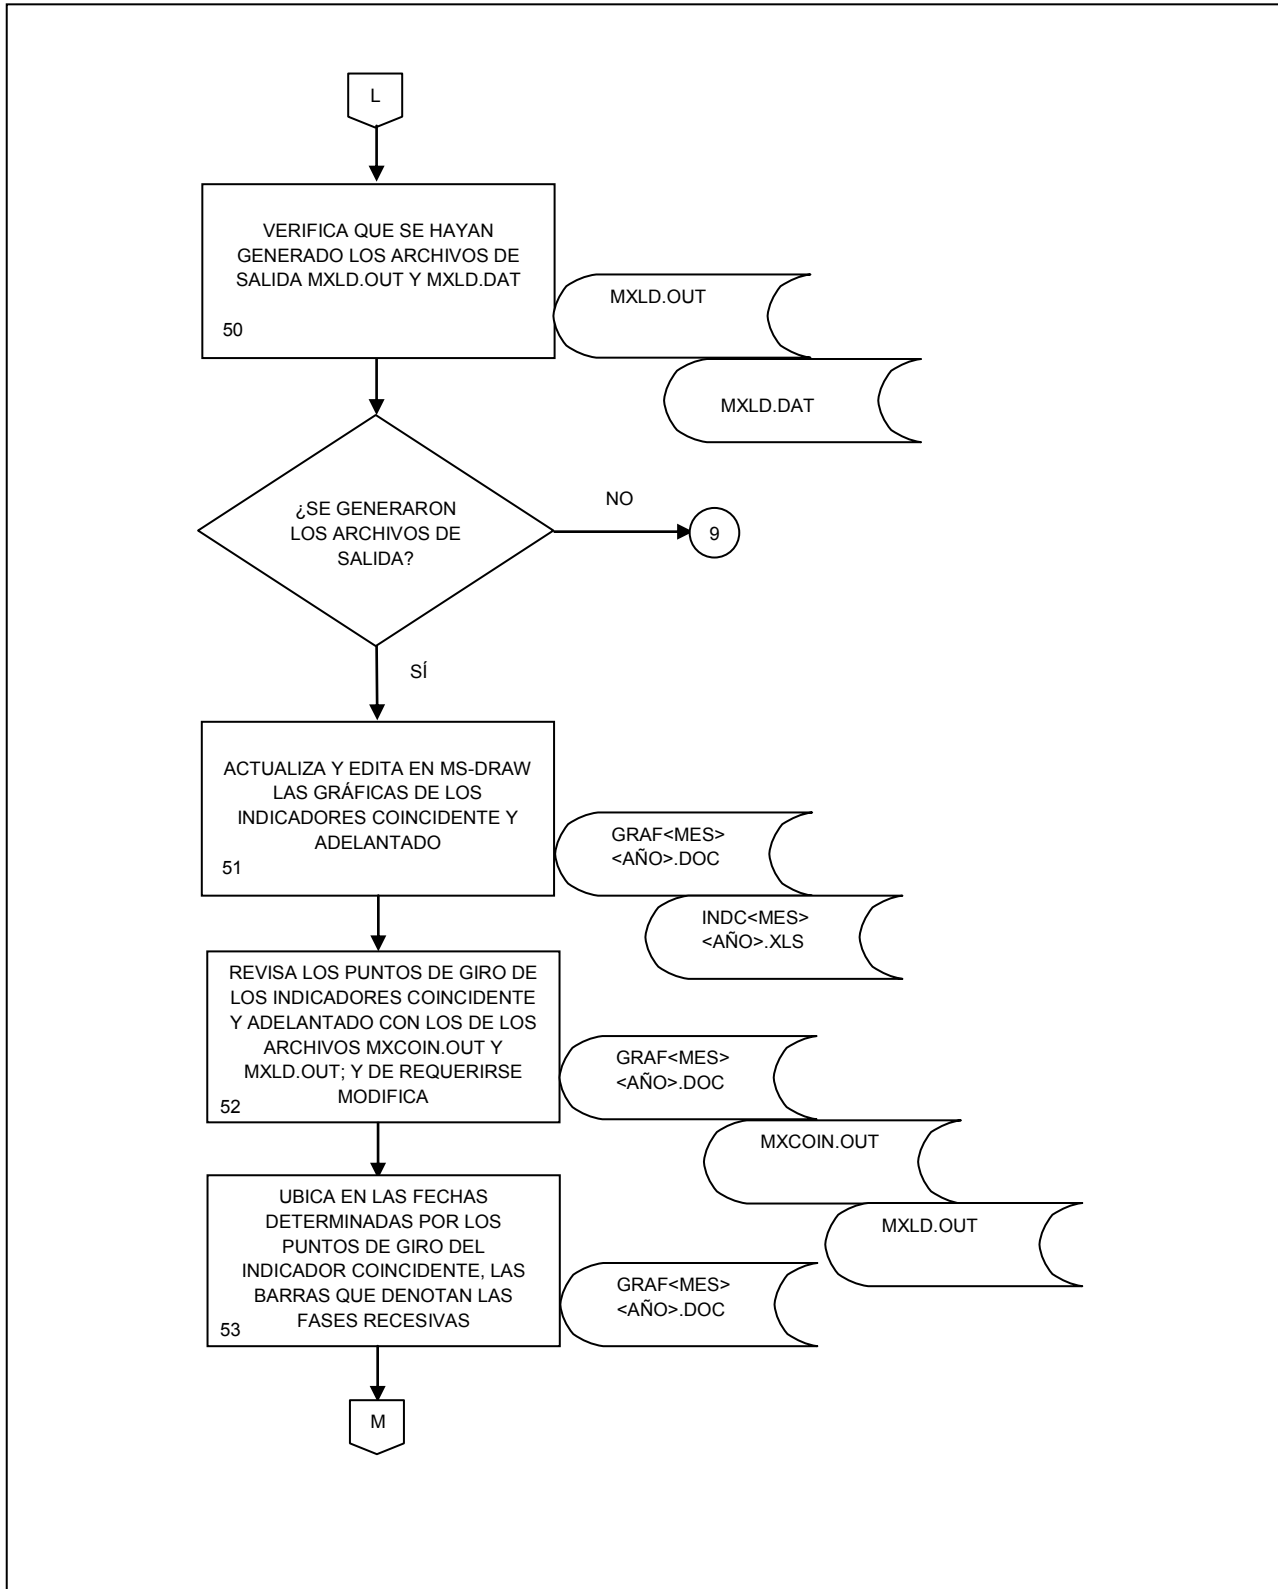 L
VERIFICA QUE SE HAYAN
GENERADO LOS ARCHIVOS DE
SALIDA MXLD.OUT Y MXLD.DAT
50
MXLD.OUT
MXLD.DAT
¿SE GENERARON
LOS ARCHIVOS DE
SALIDA?
NO
9
SÍ
ACTUALIZA Y EDITA EN MS-DRAW
LAS GRÁFICAS DE LOS
INDICADORES COINCIDENTE Y
ADELANTADO
51
GRAF<MES>
<AÑO>.DOC
INDC<MES>
<AÑO>.XLS
REVISA LOS PUNTOS DE GIRO DE
LOS INDICADORES COINCIDENTE
Y ADELANTADO CON LOS DE LOS
ARCHIVOS MXCOIN.OUT Y
MXLD.OUT; Y DE REQUERIRSE
MODIFICA
52
GRAF<MES>
<AÑO>.DOC
MXCOIN.OUT
MXLD.OUT
UBICA EN LAS FECHAS
DETERMINADAS POR LOS
PUNTOS DE GIRO DEL
INDICADOR COINCIDENTE, LAS
BARRAS QUE DENOTAN LAS
FASES RECESIVAS
53
GRAF<MES>
<AÑO>.DOC
M